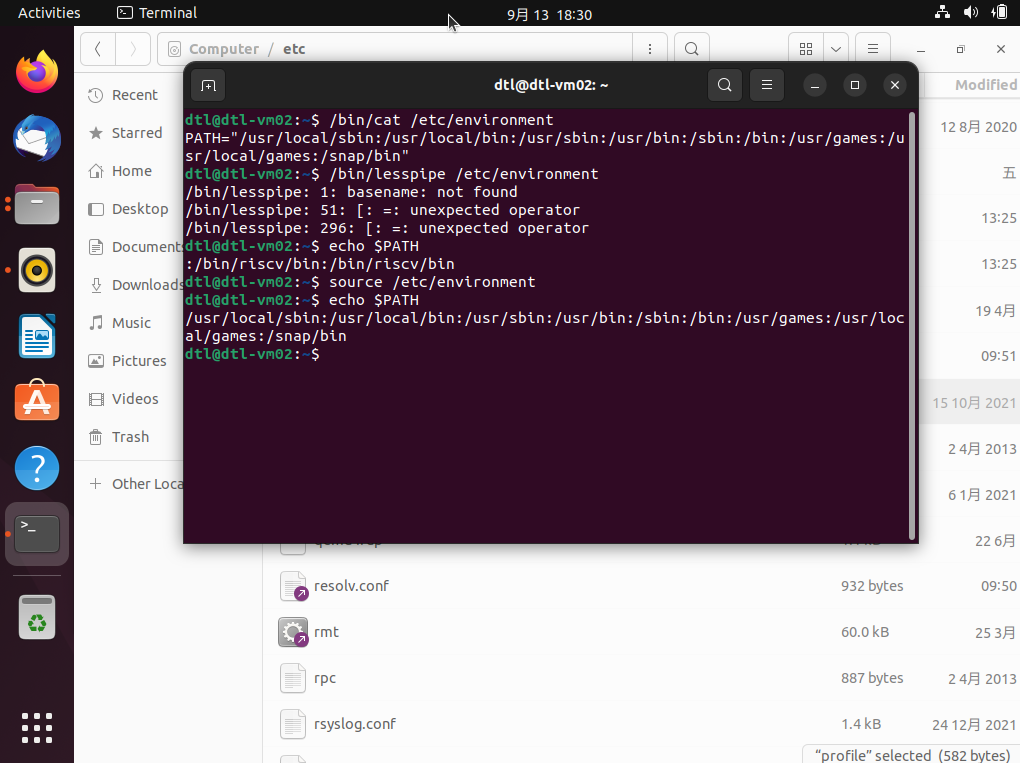 Activities
Terminal
9月 13 18:30
Computer / etc
Modified
dtl@dtl-vm02: ~
Recent
Starred
Home
Desktop
Document
Downloads
Music
Pictures
Videos
Trash
Other Loca
dtl@dtl-vm02:~$ /bin/cat /etc/environment
PATH="/usr/local/sbin:/usr/local/bin:/usr/sbin:/usr/bin:/sbin:/bin:/usr/games:/u
sr/local/games:/snap/bin"
dtl@dtl-vm02:~$ /bin/lesspipe /etc/environment
/bin/lesspipe: 1: basename: not found
/bin/lesspipe: 51: [: =: unexpected operator
/bin/lesspipe: 296: [: =: unexpected operator
dtl@dtl-vm02:~$ echo $PATH
:/bin/riscv/bin:/bin/riscv/bin
dtl@dtl-vm02:~$ source /etc/environment
dtl@dtl-vm02:~$ echo $PATH
/usr/local/sbin:/usr/local/bin:/usr/sbin:/usr/bin:/sbin:/bin:/usr/games:/usr/loc
al/games:/snap/bin
dtl@dtl-vm02:~$
12 8月 2020
五
13:25
13:25
19 4月
09:51
15 10月 2021
2 4月 2013
6 1月 2021
22 6月
resolv.conf 932 bytes 09:50
rmt 60.0 kB 25 3月
rpc 887 bytes 2 4月 2013
rsyslog.conf 1.4 kB 24 12月 2021
“profile” selected (582 bytes)